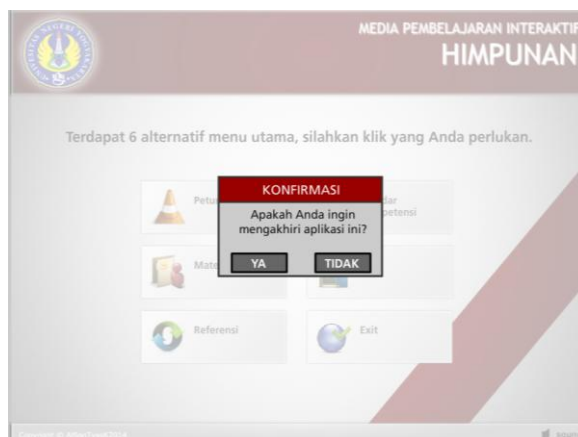 MEDIA PEMBELAJARAN INTERAKTIF
HIMPUNAN
Terdapat 6 alternatif menu utama, silahkan klik yang Anda perlukan.
KONFIRMASI
Apakah Anda ingin
mengakhiri aplikasi ini?
YA
TIDAK
Referensi
Exit